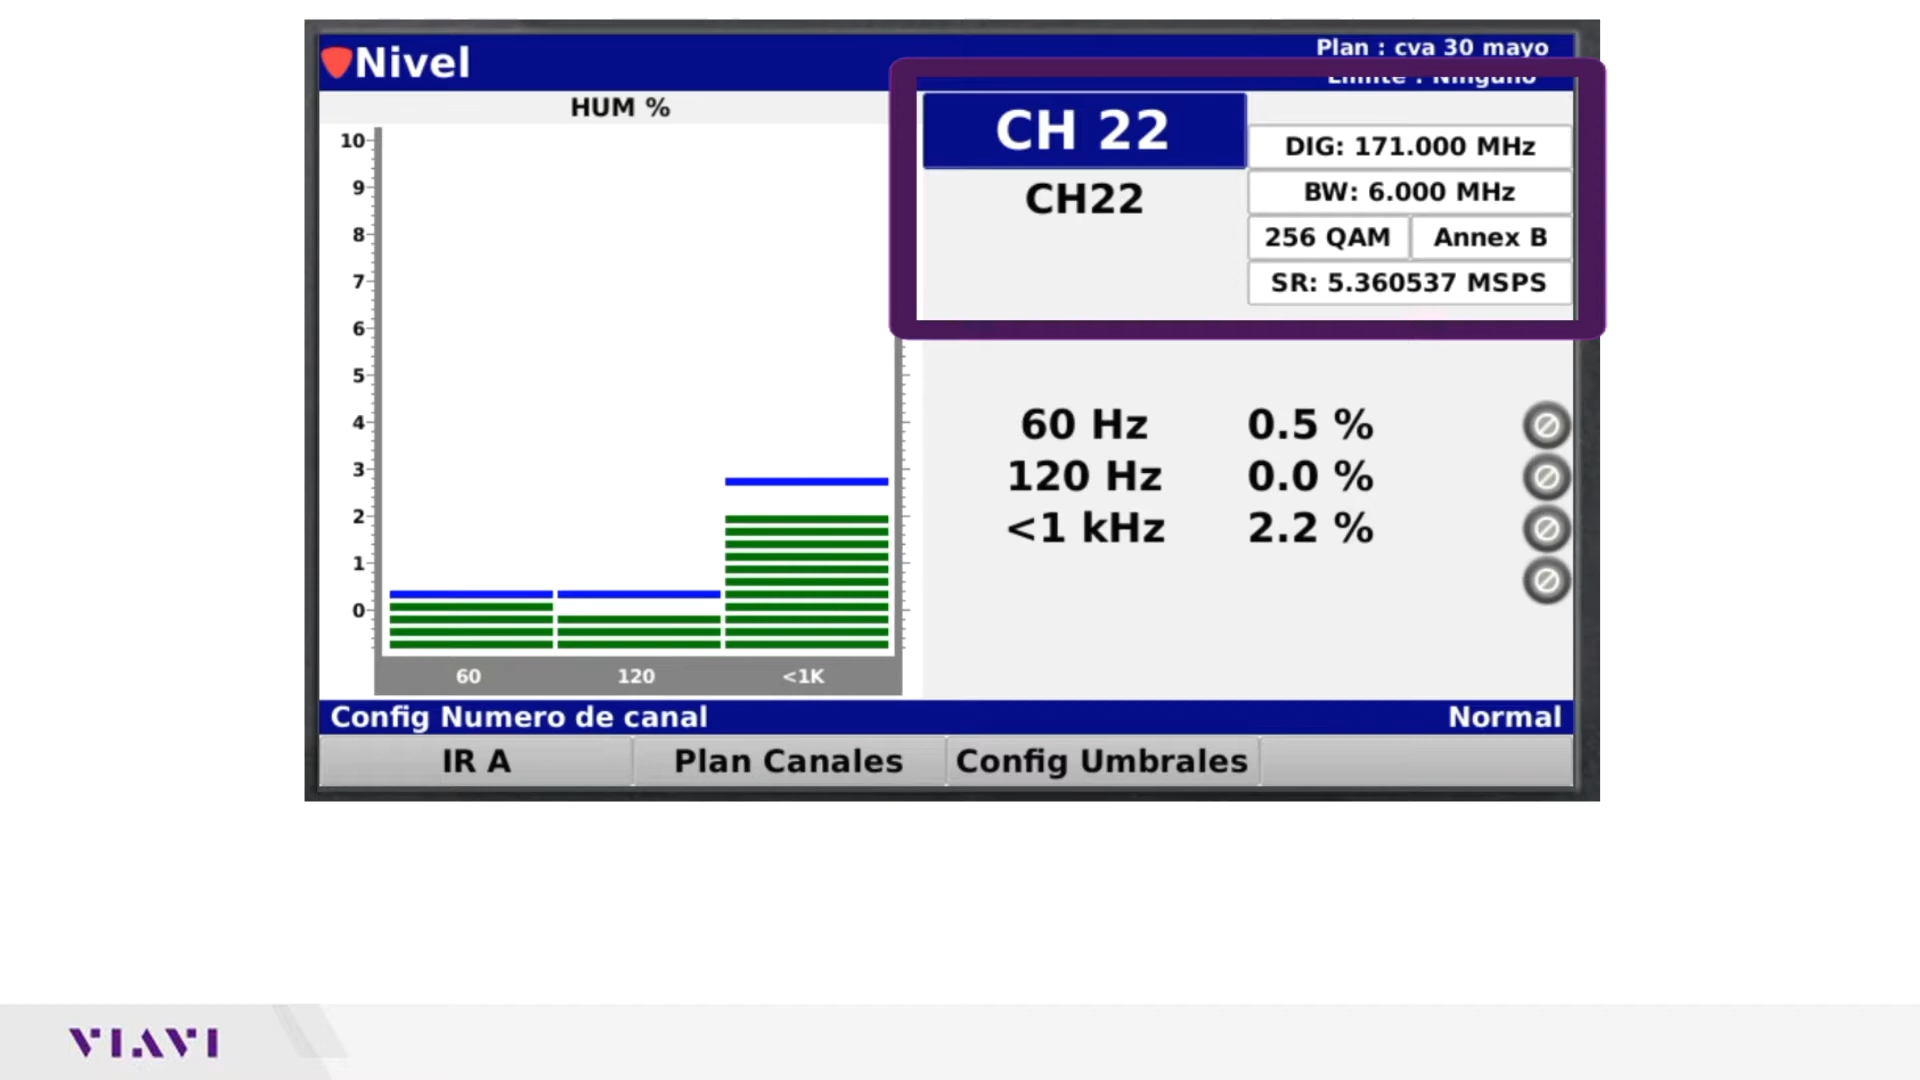 Nivel
Plan : cva 30 mayo
Limite : Ninguno
HUM %
10
9
8
7
6
5
4
3
2
1
0
60 120 <1K
CH 22
CH22
DIG: 171.000 MHz
BW: 6.000 MHz
256 QAM Annex B
SR: 5.360537 MSPS
60 Hz 0.5 %
120 Hz 0.0 %
<1 kHz 2.2 %
Config Numero de canal Normal
IR A Plan Canales Config Umbrales
VIAVI